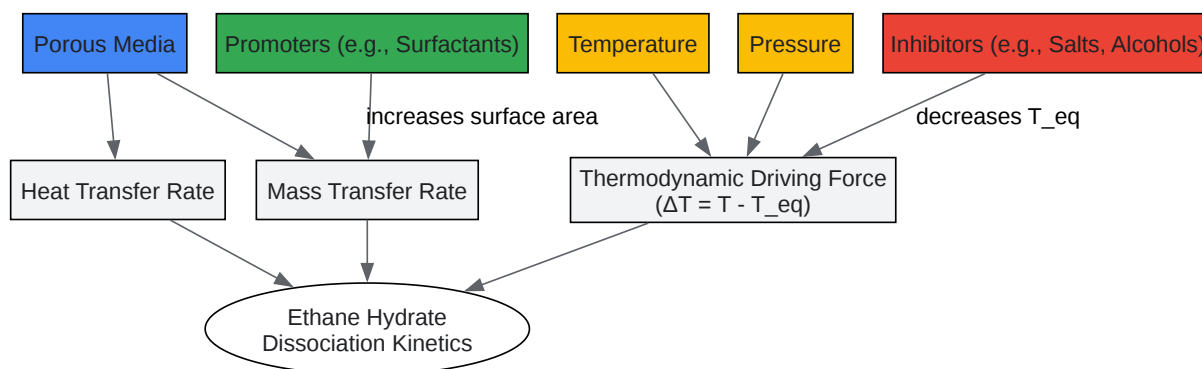 Porous Media
Promoters (e.g., Surfactants)
Temperature
Pressure
Inhibitors (e.g., Salts, Alcohols)
increases surface area
decreases T_eq
Heat Transfer Rate
Mass Transfer Rate
Thermodynamic Driving Force
(ΔT = T - T_eq)
Ethane Hydrate
Dissociation Kinetics